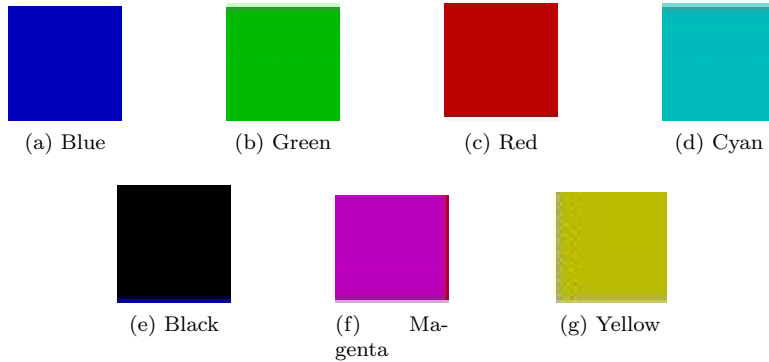 (a) Blue
(b) Green
(c) Red
(d) Cyan
(e) Black
(f) Ma-
genta
(g) Yellow